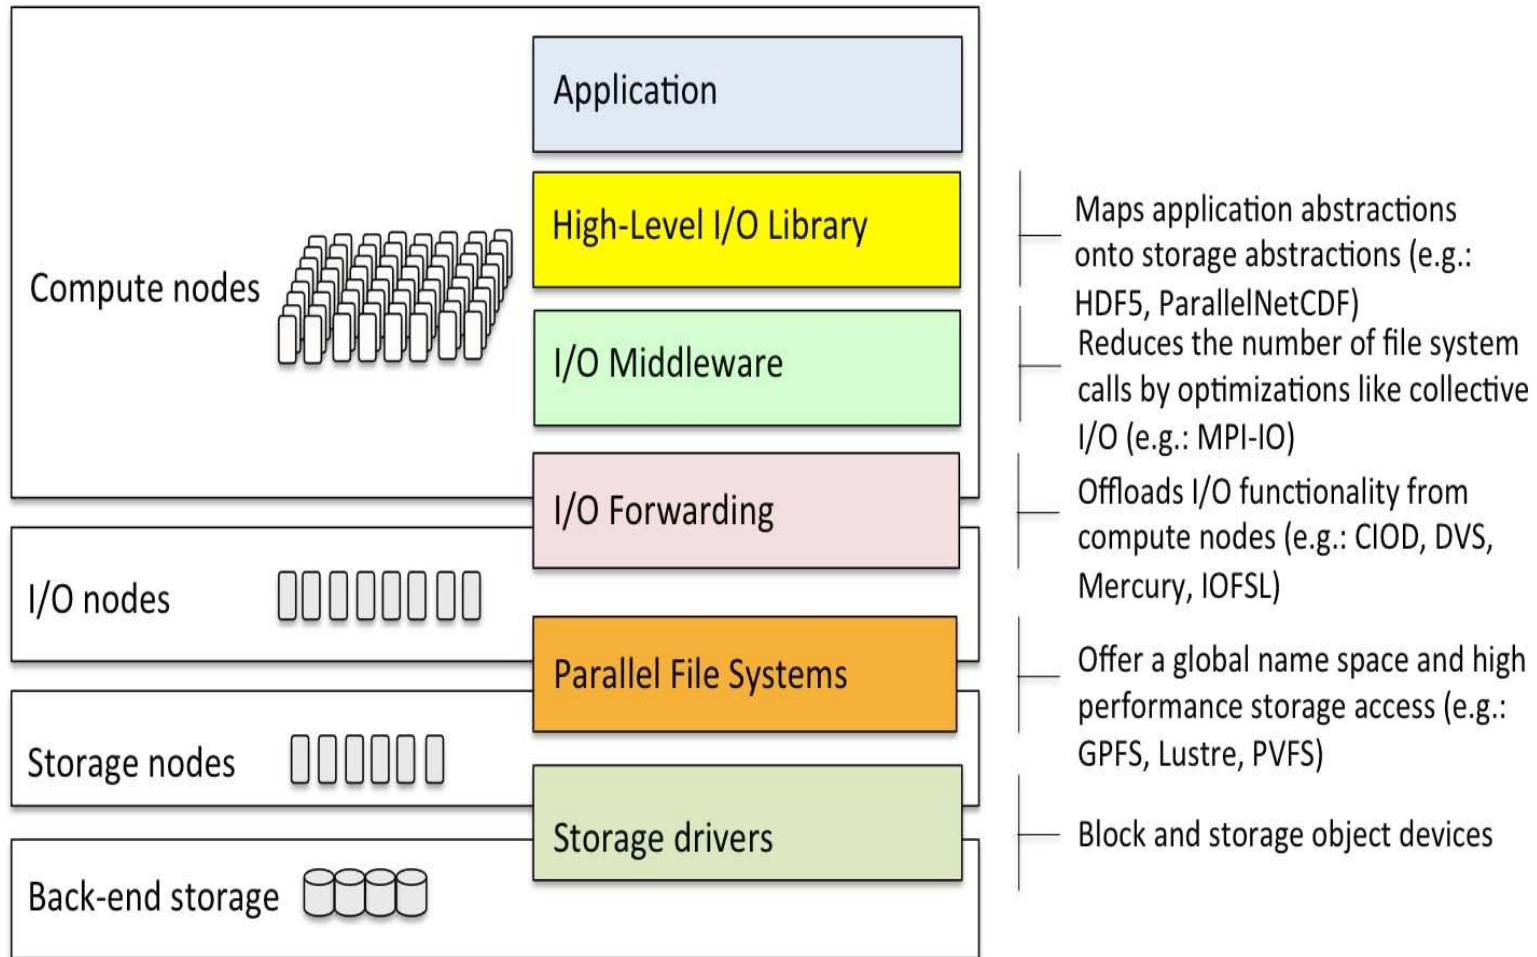 Application
High-Level I/O Library
Maps application abstractions
onto storage abstractions (e.g.:
HDF5, ParallelNetCDF)
Compute nodes
I/O Middleware
Reduces the number of file system
calls by optimizations like collective
I/O (e.g.: MPI-IO)
I/O Forwarding
Offloads I/O functionality from
compute nodes (e.g.: CIOD, DVS,
Mercury, IOFSL)
I/O nodes
Parallel File Systems
Offer a global name space and high
performance storage access (e.g.:
GPFS, Lustre, PVFS)
Storage nodes
Storage drivers
Block and storage object devices
Back-end storage